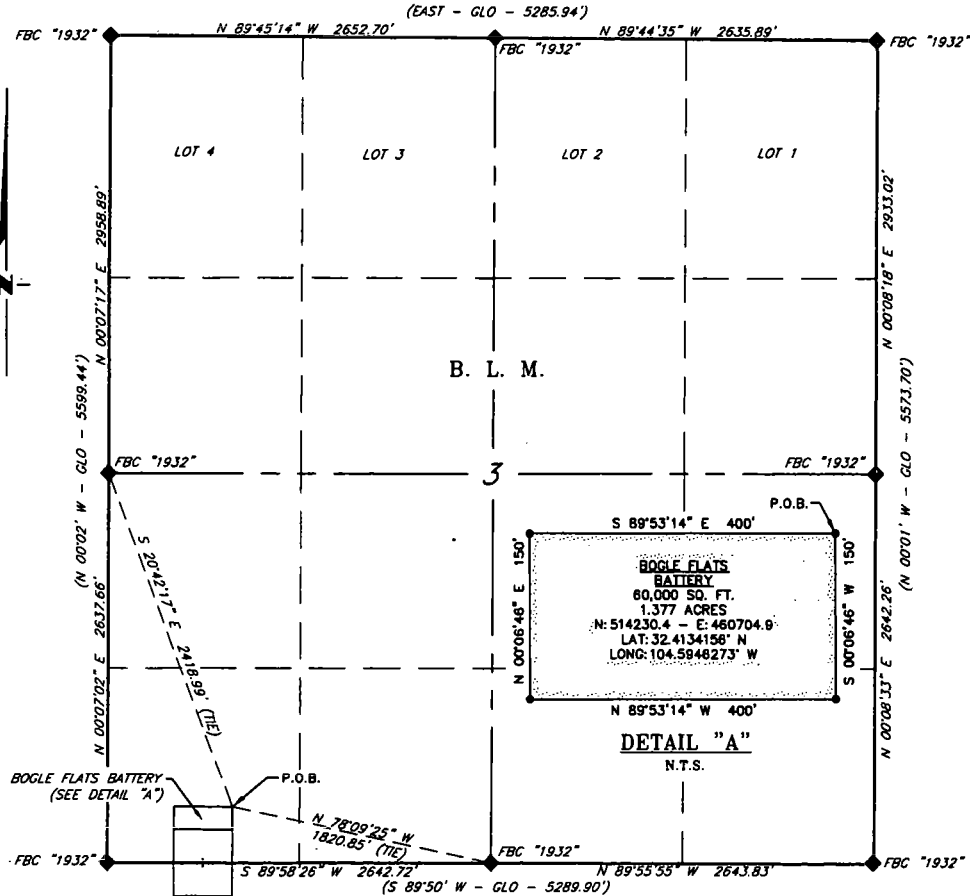 (EAST - GLO - 5285.94')
N 89°45'14" W 2652.70'
N 89°44'35" W 2635.89'
FBC "1932"
FBC "1932"
FBC "1932"
LOT 4
LOT 3
LOT 2
LOT 1
N 00°07'17" E 2958.89'
N 00°08'18" E 2933.02'
(N 00°02' W - GLO - 5599.44')
(N 00°01' W - GLO - 5573.70')
B. L. M.
FBC "1932"
3
FBC "1932"
P.O.B.
S 89°53'14" E 400'
N 00°06'46" E 150'
BOGLE FLATS
BATTERY
60,000 SQ. FT.
1.377 ACRES
N: 514230.4 - E: 460704.9
LAT: 32.4134156° N
LONG: 104.5948273° W
S 00°06'46" W 150'
N 89°53'14" W 400'
DETAIL "A"
N.T.S.
S 20°42'17" E 2418.99' (TIE)
N 00°07'02" E 2637.66'
N 00°08'33" E 2642.26'
BOGLE FLATS BATTERY
(SEE DETAIL "A")
P.O.B.
N 78°09'25" W
1820.85' (TIE)
FBC "1932"
FBC "1932"
FBC "1932"
S 89°58'26" W 2642.72'
N 89°55'55" W 2643.83'
(S 89°50' W - GLO - 5289.90')